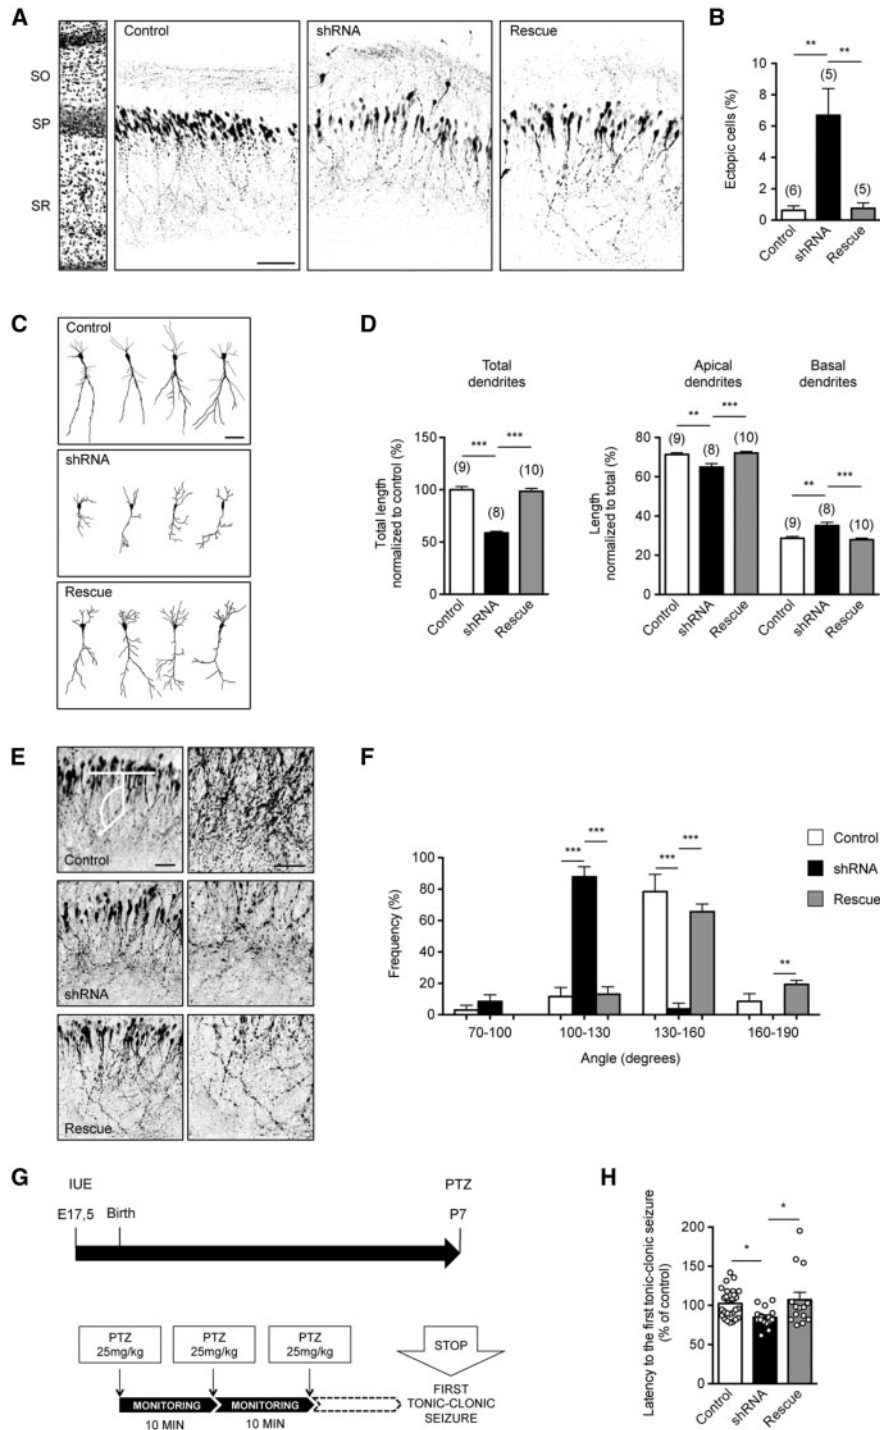 A
Control
shRNA
Rescue
SO
SP
SR
B
Ectopic cells (%)
10
8
6
4
2
0
**
**
(6)
(5)
(5)
Control
shRNA
Rescue
C
Control
shRNA
Rescue
D
Total
dendrites
Total length
normalized to control (%)
150
100
50
0
***
***
(9)
(8)
(10)
Control
shRNA
Rescue
Apical
dendrites
Basal
dendrites
Length
normalized to total (%)
80
60
40
20
0
**
***
(9)
(8)
(10)
**
***
(9)
(8)
(10)
Control
shRNA
Rescue
Control
shRNA
Rescue
E
Control
shRNA
Rescue
F
Frequency (%)
100
80
60
40
20
0
***
***
***
***
**
70-100
100-130
130-160
160-190
Angle (degrees)
Control
shRNA
Rescue
G
IUE
PTZ
E17,5
Birth
P7
PTZ
25mg/kg
PTZ
25mg/kg
PTZ
25mg/kg
STOP
MONITORING
MONITORING
10 MIN
10 MIN
FIRST
TONIC-CLONIC
SEIZURE
H
Latency to the first tonic-clonic seizure
(% of control)
200
150
100
50
0
*
*
Control
shRNA
Rescue